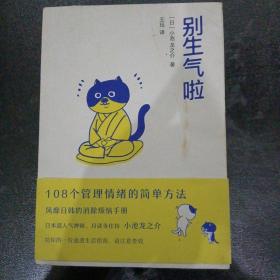 别生气啦
[日] 小池龙之介 著
王玮 译
108个管理情绪的简单方法
风靡日韩的消除烦恼手册
日本超人气禅师、月读寺住持 小池龙之介